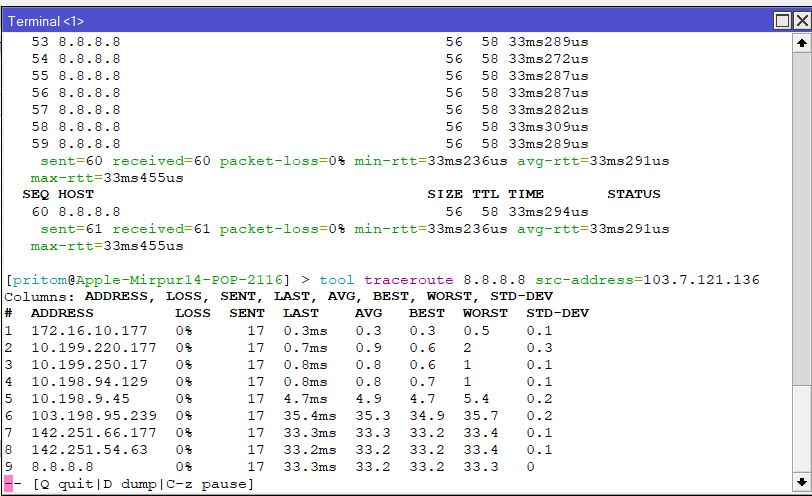 Terminal <1>
53 8.8.8.8 56 58 33ms289us
54 8.8.8.8 56 58 33ms272us
55 8.8.8.8 56 58 33ms287us
56 8.8.8.8 56 58 33ms287us
57 8.8.8.8 56 58 33ms282us
58 8.8.8.8 56 58 33ms309us
59 8.8.8.8 56 58 33ms289us
sent=60 received=60 packet-loss=0% min-rtt=33ms236us avg-rtt=33ms291us
max-rtt=33ms455us
SEQ HOST SIZE TTL TIME STATUS
60 8.8.8.8 56 58 33ms294us
sent=61 received=61 packet-loss=0% min-rtt=33ms236us avg-rtt=33ms291us
max-rtt=33ms455us
[pritom@Apple-Mirpur14-POP-2116] > tool traceroute 8.8.8.8 src-address=103.7.121.136
Columns: ADDRESS, LOSS, SENT, LAST, AVG, BEST, WORST, STD-DEV
# ADDRESS LOSS SENT LAST AVG BEST WORST STD-DEV
1 172.16.10.177 0% 17 0.3ms 0.3 0.3 0.5 0.1
2 10.199.220.177 0% 17 0.7ms 0.9 0.6 2 0.3
3 10.199.250.17 0% 17 0.8ms 0.8 0.6 1 0.1
4 10.198.94.129 0% 17 0.8ms 0.8 0.7 1 0.1
5 10.198.9.45 0% 17 4.7ms 4.9 4.7 5.4 0.2
6 103.198.95.239 0% 17 35.4ms 35.3 34.9 35.7 0.2
7 142.251.66.177 0% 17 33.3ms 33.3 33.2 33.4 0.1
8 142.251.54.63 0% 17 33.2ms 33.2 33.2 33.4 0.1
9 8.8.8.8 0% 17 33.3ms 33.2 33.2 33.3 0
-- [Q quit|D dump|C-z pause]